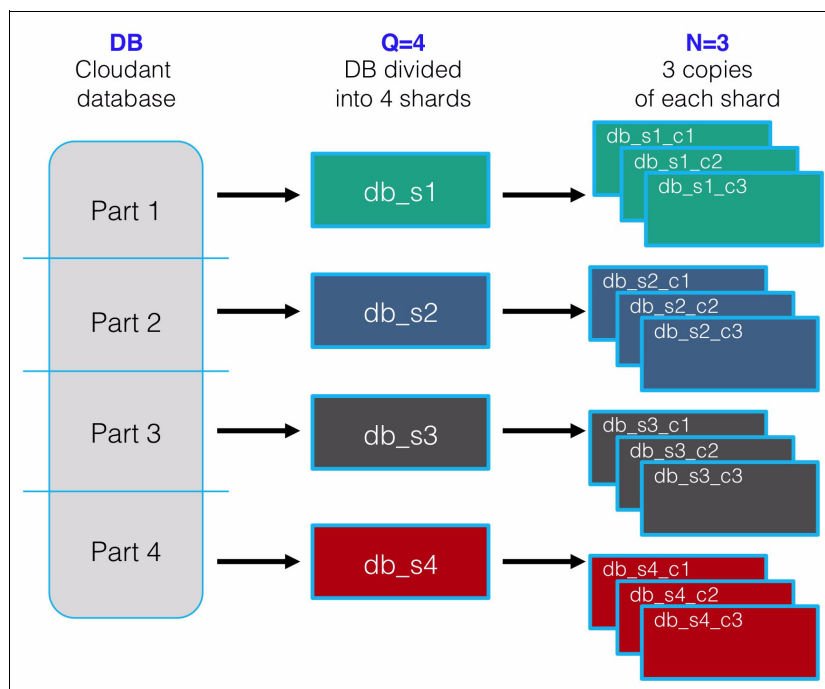 DB
Cloudant
database
Q=4
DB divided
into 4 shards
N=3
3 copies
of each shard
Part 1
db_s1
db_s1_c1
db_s1_c2
db_s1_c3
Part 2
db_s2
db_s2_c1
db_s2_c2
db_s2_c3
Part 3
db_s3
db_s3_c1
db_s3_c2
db_s3_c3
Part 4
db_s4
db_s4_c1
db_s4_c2
db_s4_c3